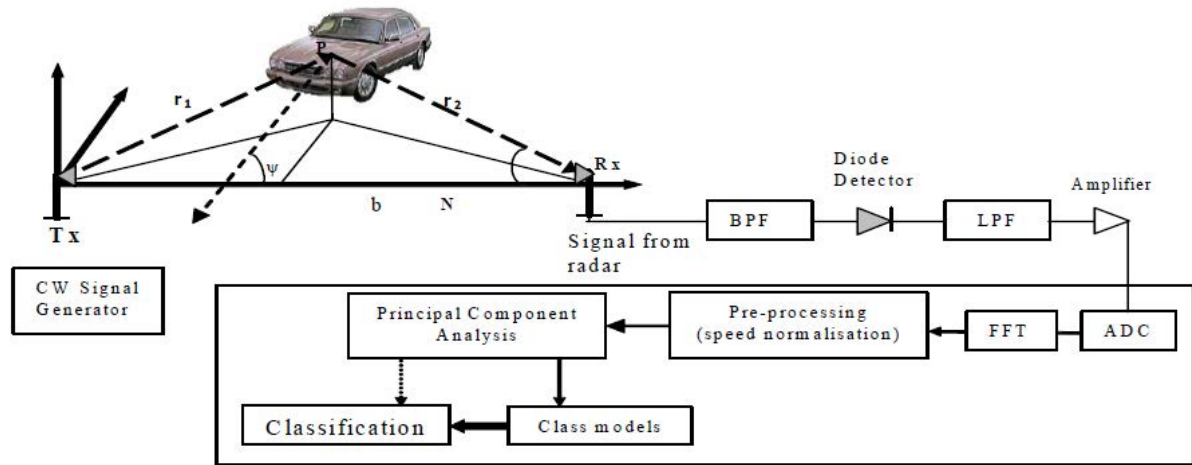 P
r1
r2
ψ
Rx
b
N
Tx
Diode
Detector
Amplifier
BPF
LPF
Signal from
radar
CW Signal
Generator
Principal Component
Analysis
Pre-processing
(speed normalisation)
FFT
ADC
Classification
Class models